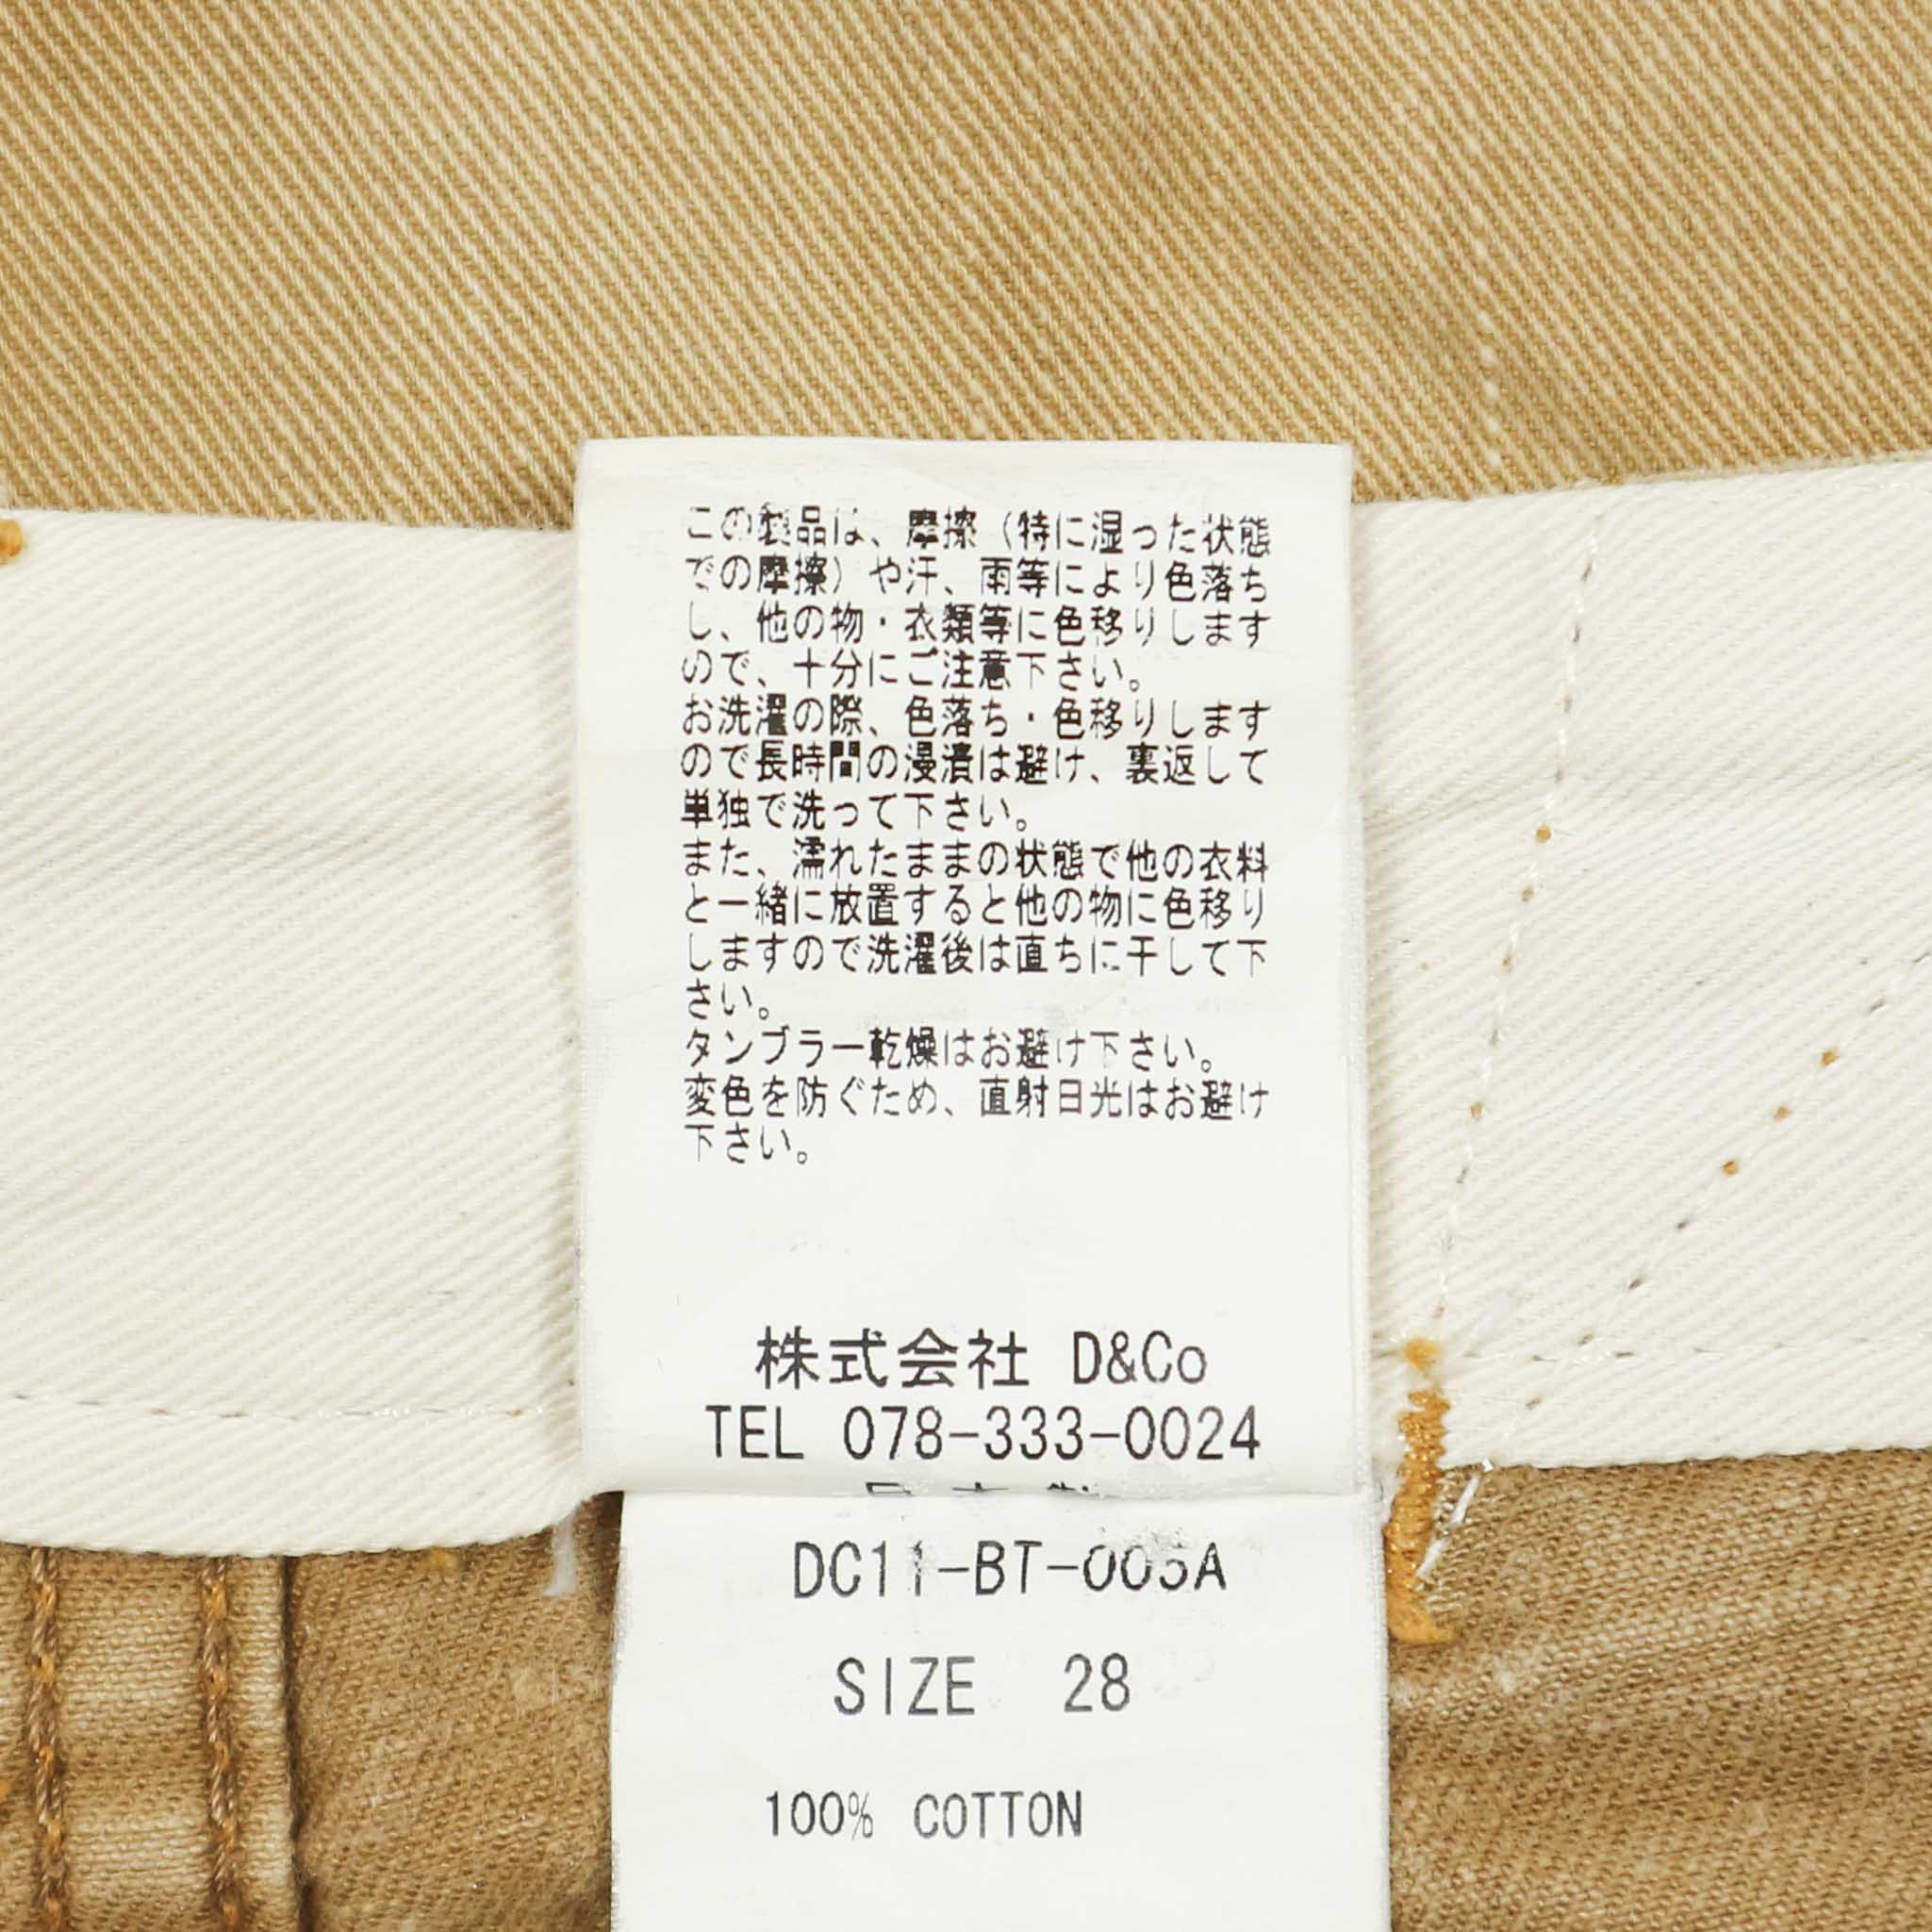 この製品は、摩擦（特に湿った状態
での摩擦）や汗、雨等により色落ち
し、他の物・衣類等に色移りします
ので、十分にご注意下さい。
お洗濯の際、色落ち・色移りします
ので長時間の浸漬は避け、裏返して
単独で洗って下さい。
また、濡れたままの状態で他の衣料
と一緒に放置すると他の物に色移り
しますので洗濯後は直ちに干して下
さい。
タンブラー乾燥はお避け下さい。
変色を防ぐため、直射日光はお避け
下さい。
株式会社 D&Co
TEL 078-333-0024
DC11-BT-005A
SIZE 28
100% COTTON